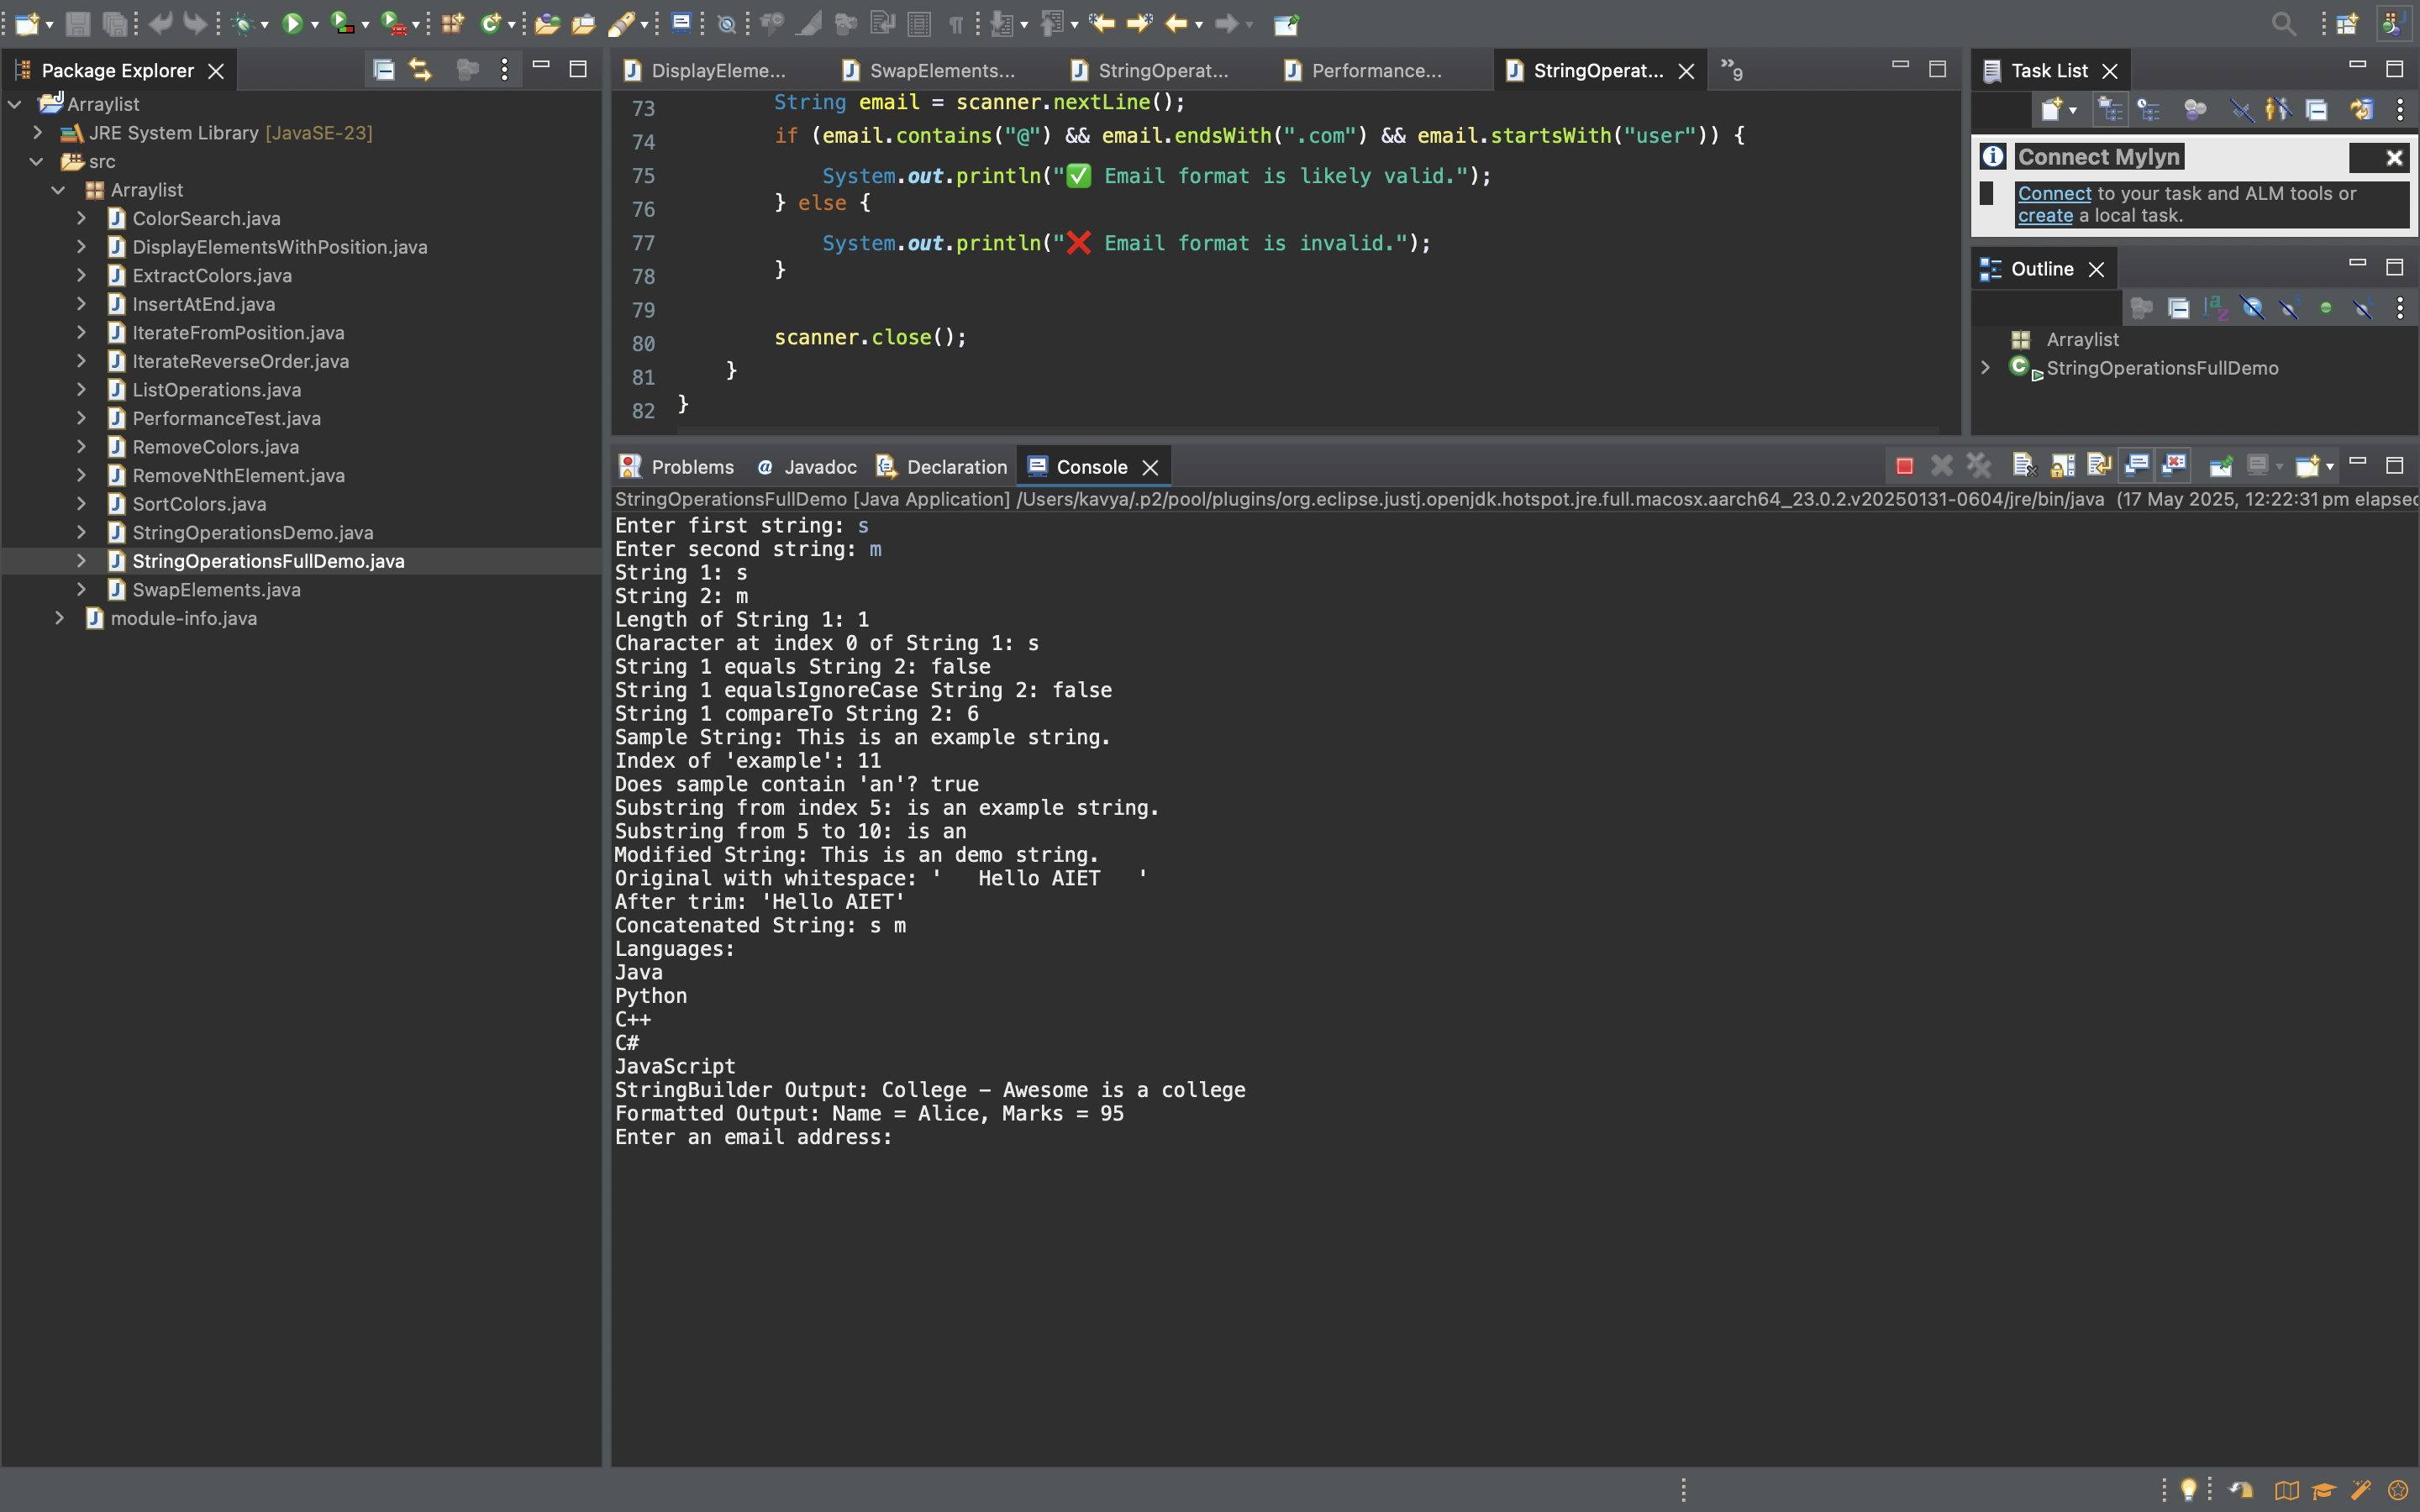 Package Explorer
Arraylist
JRE System Library [JavaSE-23]
src
Arraylist
ColorSearch.java
DisplayElementsWithPosition.java
ExtractColors.java
InsertAtEnd.java
IterateFromPosition.java
IterateReverseOrder.java
ListOperations.java
PerformanceTest.java
RemoveColors.java
RemoveNthElement.java
SortColors.java
StringOperationsDemo.java
StringOperationsFullDemo.java
SwapElements.java
module-info.java
DisplayEleme... SwapElements... StringOperat... Performance... StringOperat... »9
73 String email = scanner.nextLine();
74 if (email.contains("@") && email.endsWith(".com") && email.startsWith("user")) {
75 System.out.println("✅ Email format is likely valid.");
76 } else {
77 System.out.println("❌ Email format is invalid.");
78 }
79
80 scanner.close();
81 }
82 }
Problems Javadoc Declaration Console
StringOperationsFullDemo [Java Application] /Users/kavya/.p2/pool/plugins/org.eclipse.justj.openjdk.hotspot.jre.full.macosx.aarch64_23.0.2.v20250131-0604/jre/bin/java (17 May 2025, 12:22:31 pm elapsed
Enter first string: s
Enter second string: m
String 1: s
String 2: m
Length of String 1: 1
Character at index 0 of String 1: s
String 1 equals String 2: false
String 1 equalsIgnoreCase String 2: false
String 1 compareTo String 2: 6
Sample String: This is an example string.
Index of 'example': 11
Does sample contain 'an'? true
Substring from index 5: is an example string.
Substring from 5 to 10: is an
Modified String: This is an demo string.
Original with whitespace: '   Hello AIET   '
After trim: 'Hello AIET'
Concatenated String: s m
Languages:
Java
Python
C++
C#
JavaScript
StringBuilder Output: College - Awesome is a college
Formatted Output: Name = Alice, Marks = 95
Enter an email address:
Task List
Connect Mylyn
Connect to your task and ALM tools or
create a local task.
Outline
Arraylist
StringOperationsFullDemo